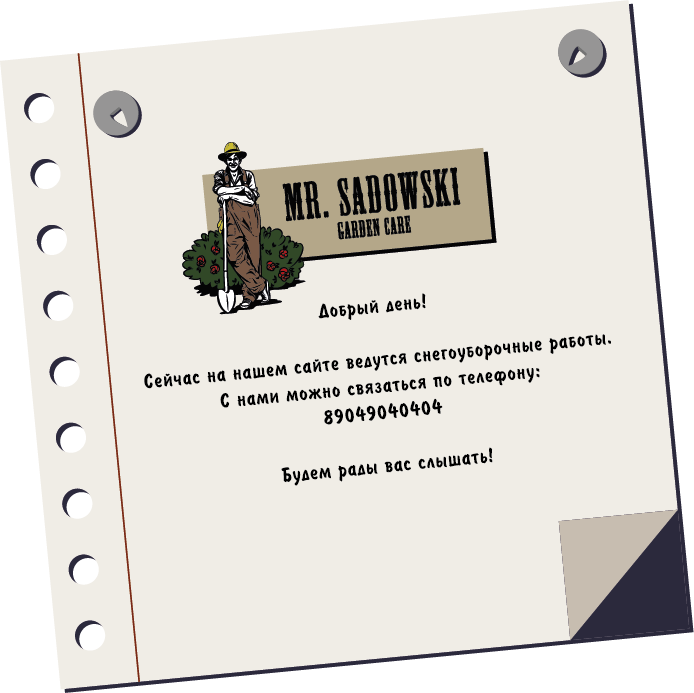 MR. SADOWSKI
GARDEN CARE
Добрый день!
Сейчас на нашем сайте ведутся снегоуборочные работы.
С нами можно связаться по телефону:
89049040404
Будем рады вас слышать!